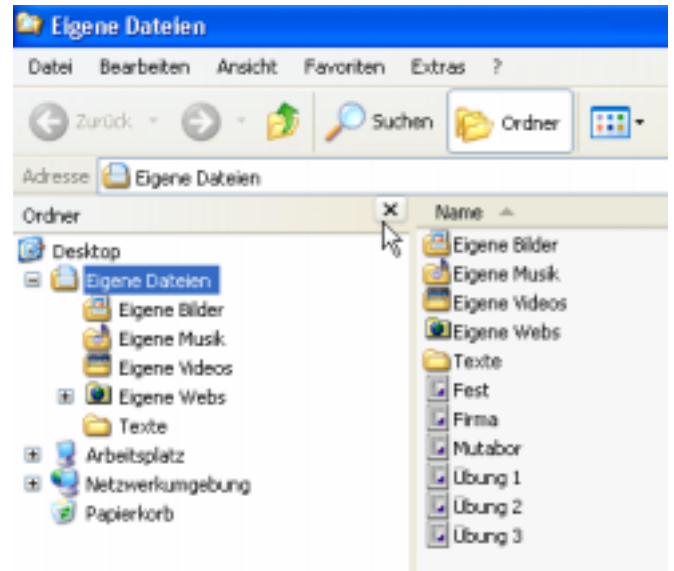 Eigene Dateien
Datei Bearbeiten Ansicht Favoriten Extras ?
Zurück Suchen Ordner
Adresse Eigene Dateien
Ordner
Desktop
Eigene Dateien
Eigene Bilder
Eigene Musik
Eigene Videos
Eigene Webs
Texte
Arbeitsplatz
Netzwerkumgebung
Papierkorb
Name
Eigene Bilder
Eigene Musik
Eigene Videos
Eigene Webs
Texte
Fest
Firma
Mutabor
Übung 1
Übung 2
Übung 3